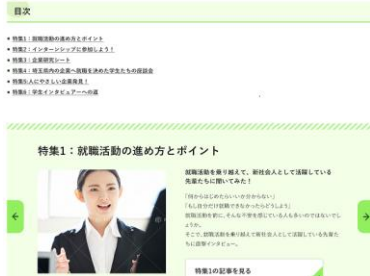 目次
特集1：就職活動の進め方とポイント
特集2：インターンシップに参加しよう！
特集3：企業研究シート
特集4：埼玉県内の企業へ就職を決めた学生たちの座談会
特集5:人にやさしい企業発見！
特集6：学生インタビュアーへの道
特集1：就職活動の進め方とポイント
就職活動を乗り越えて、新社会人として活躍している
先輩たちに聞いてみた！
「何からはじめたらいいか分からない」
「もし自分だけ就職できなかったらどうしよう」
就職活動を前に、そんな不安を感じている人も多いのではないでし
ょうか。
そこで、就職活動を乗り越えて新社会人として活躍している先輩た
ちに直撃インタビュー。
特集1の記事を見る